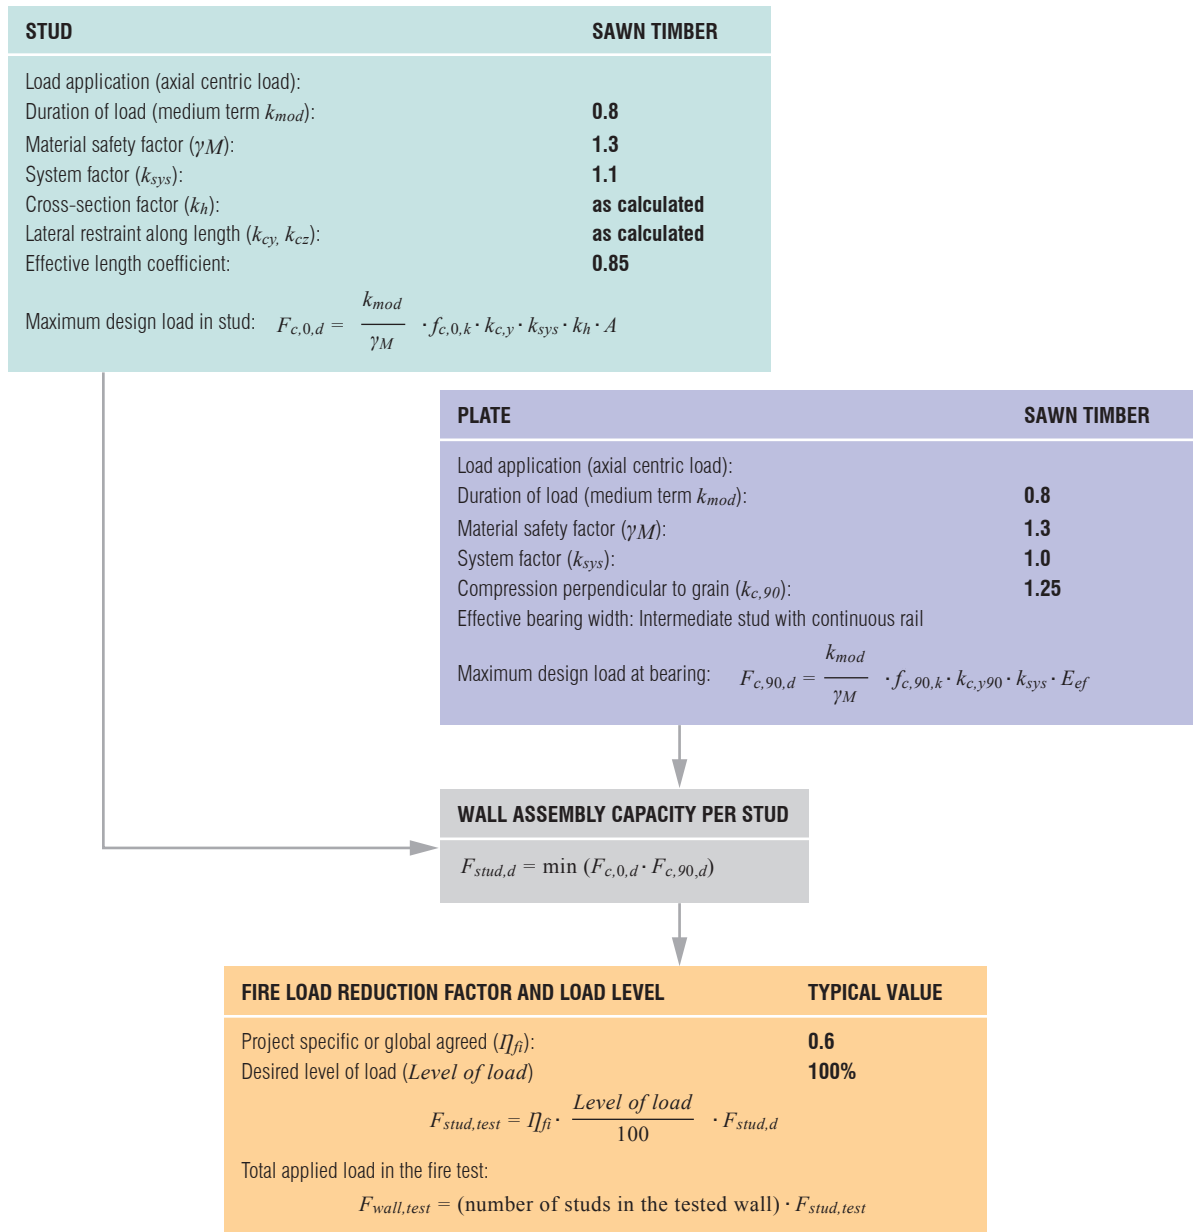 STUD SAWN TIMBER
Load application (axial centric load):
Duration of load (medium term kmod): 0.8
Material safety factor (γM): 1.3
System factor (ksys): 1.1
Cross-section factor (kh): as calculated
Lateral restraint along length (kcy, kcz): as calculated
Effective length coefficient: 0.85
Maximum design load in stud: Fc,0,d = kmod / γM · fc,0,k · kc,y · ksys · kh · A
PLATE SAWN TIMBER
Load application (axial centric load):
Duration of load (medium term kmod): 0.8
Material safety factor (γM): 1.3
System factor (ksys): 1.0
Compression perpendicular to grain (kc,90): 1.25
Effective bearing width: Intermediate stud with continuous rail
Maximum design load at bearing: Fc,90,d = kmod / γM · fc,90,k · kc,y90 · ksys · Eef
WALL ASSEMBLY CAPACITY PER STUD
Fstud,d = min (Fc,0,d · Fc,90,d)
FIRE LOAD REDUCTION FACTOR AND LOAD LEVEL TYPICAL VALUE
Project specific or global agreed (ηfi): 0.6
Desired level of load (Level of load) 100%
Fstud,test = ηfi · Level of load / 100 · Fstud,d
Total applied load in the fire test:
Fwall,test = (number of studs in the tested wall) · Fstud,test